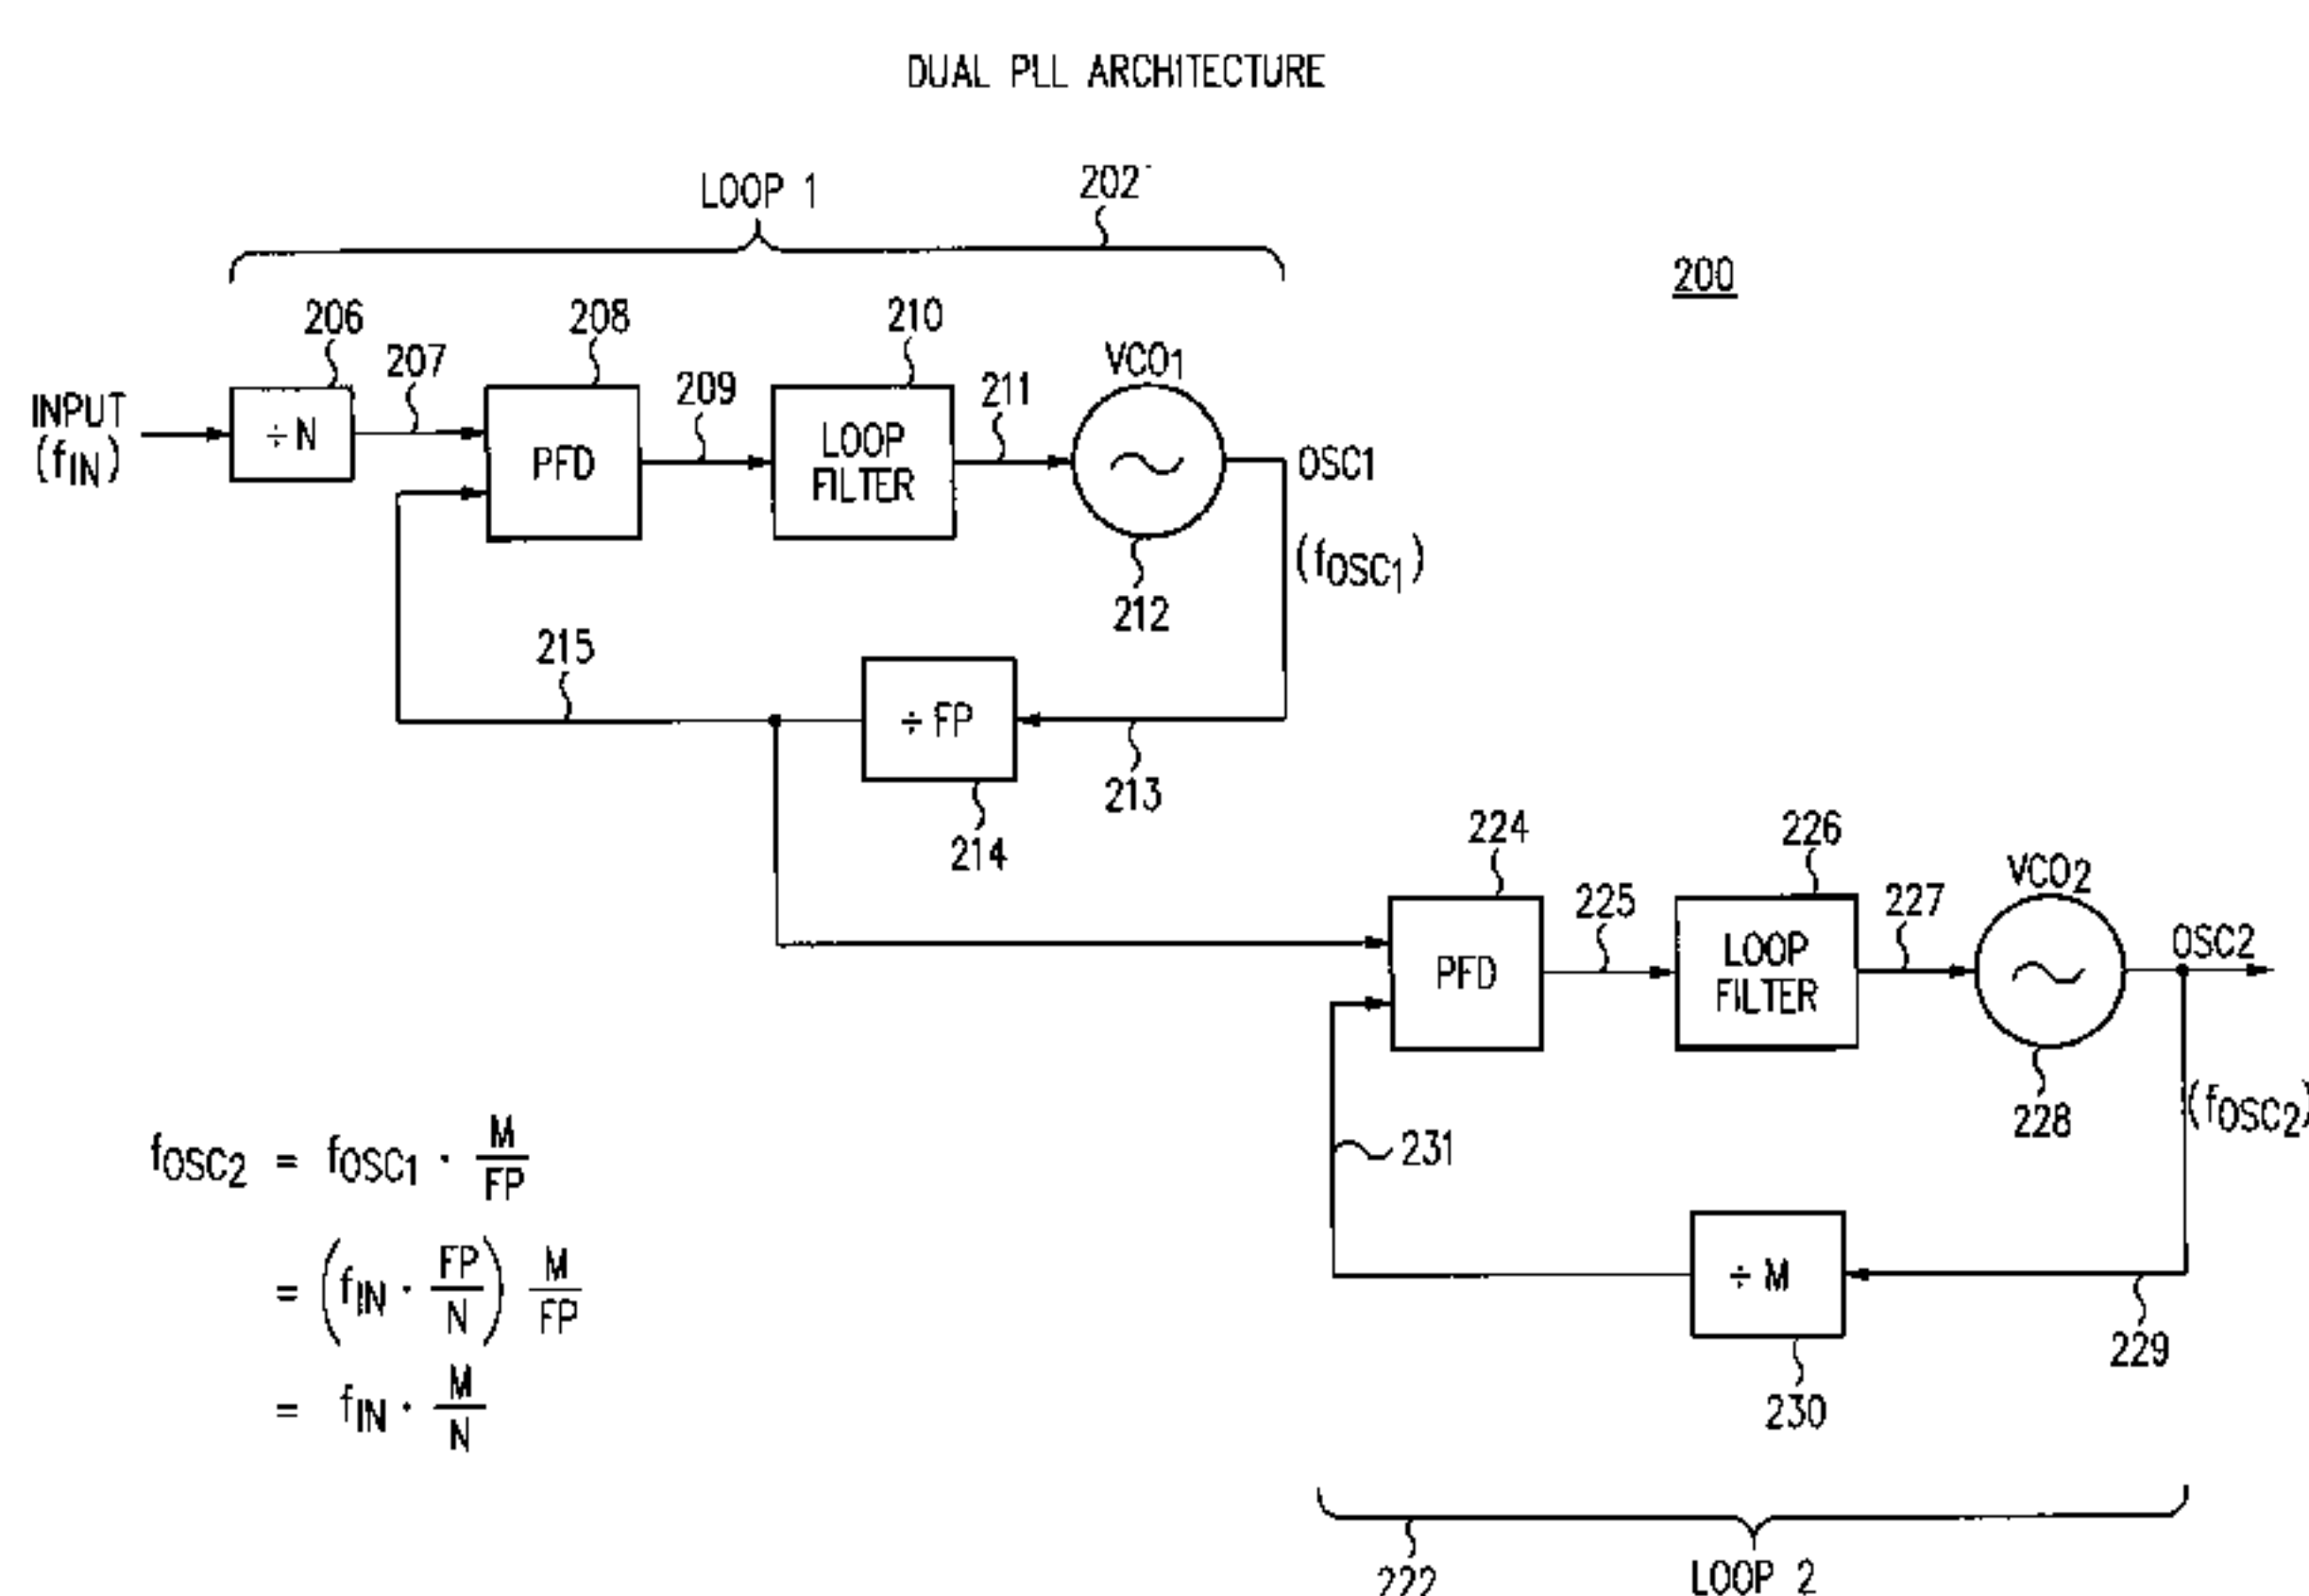 DUAL PLL ARCHITECTURE
LOOP 1
202
200
206
207
208
209
210
211
VCO1
INPUT
(fIN)
÷ N
PFD
LOOP
FILTER
OSC1
(fOSC1)
212
215
÷ FP
213
214
224
225
226
227
VCO2
PFD
LOOP
FILTER
OSC2
(fOSC2)
228
231
÷ M
229
230
fOSC2 = fOSC1 · M/FP
= (fIN · FP/N) M/FP
= fIN · M/N
222
LOOP 2